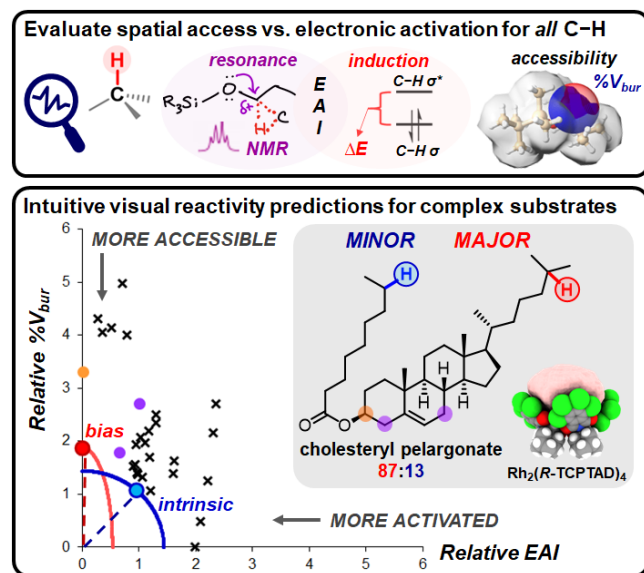 Evaluate spatial access vs. electronic activation for all C–H
H
C
resonance
R₃Si
O
δ+
H
C
NMR
E
A
I
induction
C–H σ*
ΔE
C–H σ
accessibility
%Vbur
Intuitive visual reactivity predictions for complex substrates
6
5
4
3
2
1
0
Relative %Vbur
MORE ACCESSIBLE
bias
intrinsic
MORE ACTIVATED
0
1
2
3
4
5
6
Relative EAI
MINOR
MAJOR
H
H
H
H
H
O
O
cholesteryl pelargonate
87:13
Rh₂(R-TCPTAD)₄